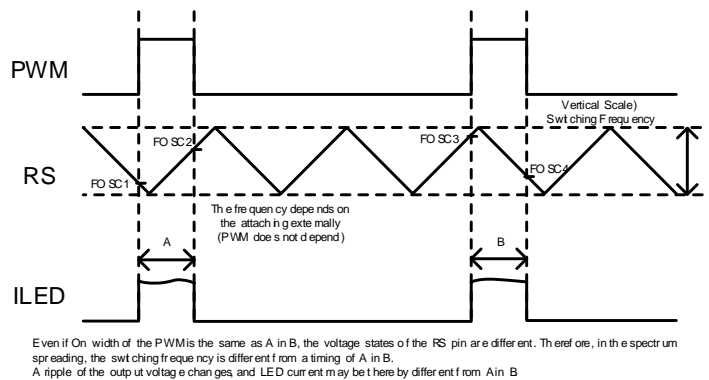 PWM
Vertical Scale)
Switching Frequency
FOSC2
FOSC3
FOSC1
FOSC4
RS
The frequency depends on
the attaching externally
(PWM does not depend)
A
B
ILED
Even if On width of the PWM is the same as A in B, the voltage states of the RS pin are different. Therefore, in the spectrum
spreading, the switching frequency is different from a timing of A in B.
A ripple of the output voltage changes, and LED current may be thereby different from A in B